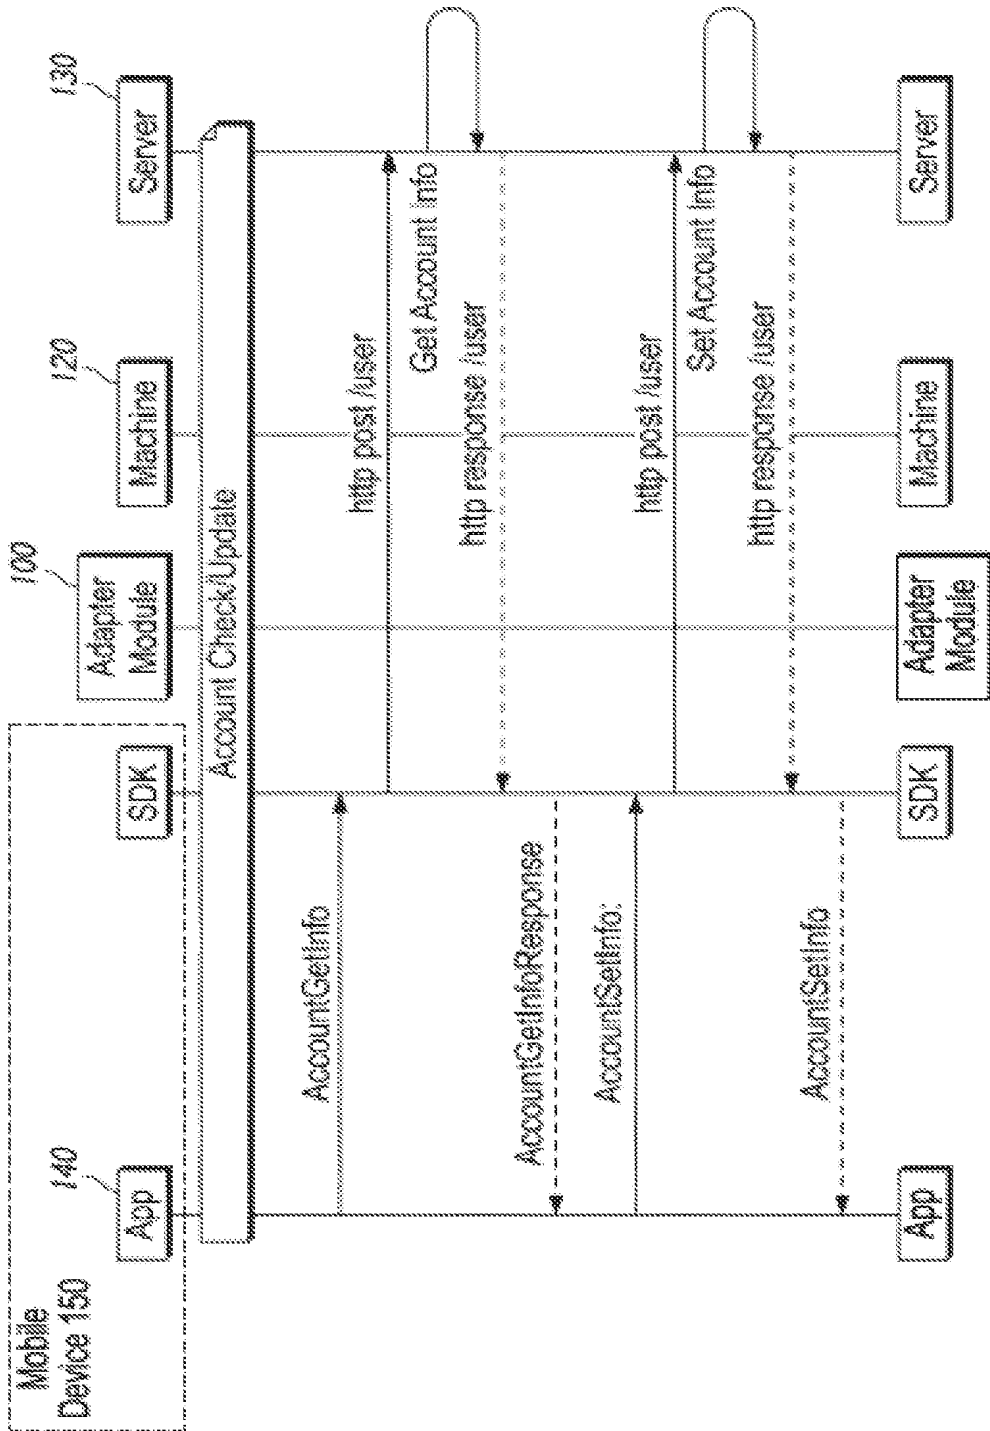 Mobile
Device 150
140
App
SDK
100
Adapter
Module
120
Machine
130
Server
Account Check/Update
AccountGetInfo
http post /user
Get Account Info
http response /user
AccountGetInfoResponse
AccountSetInfo:
http post /user
Set Account Info
http response /user
AccountSetInfo
App
SDK
Adapter
Module
Machine
Server